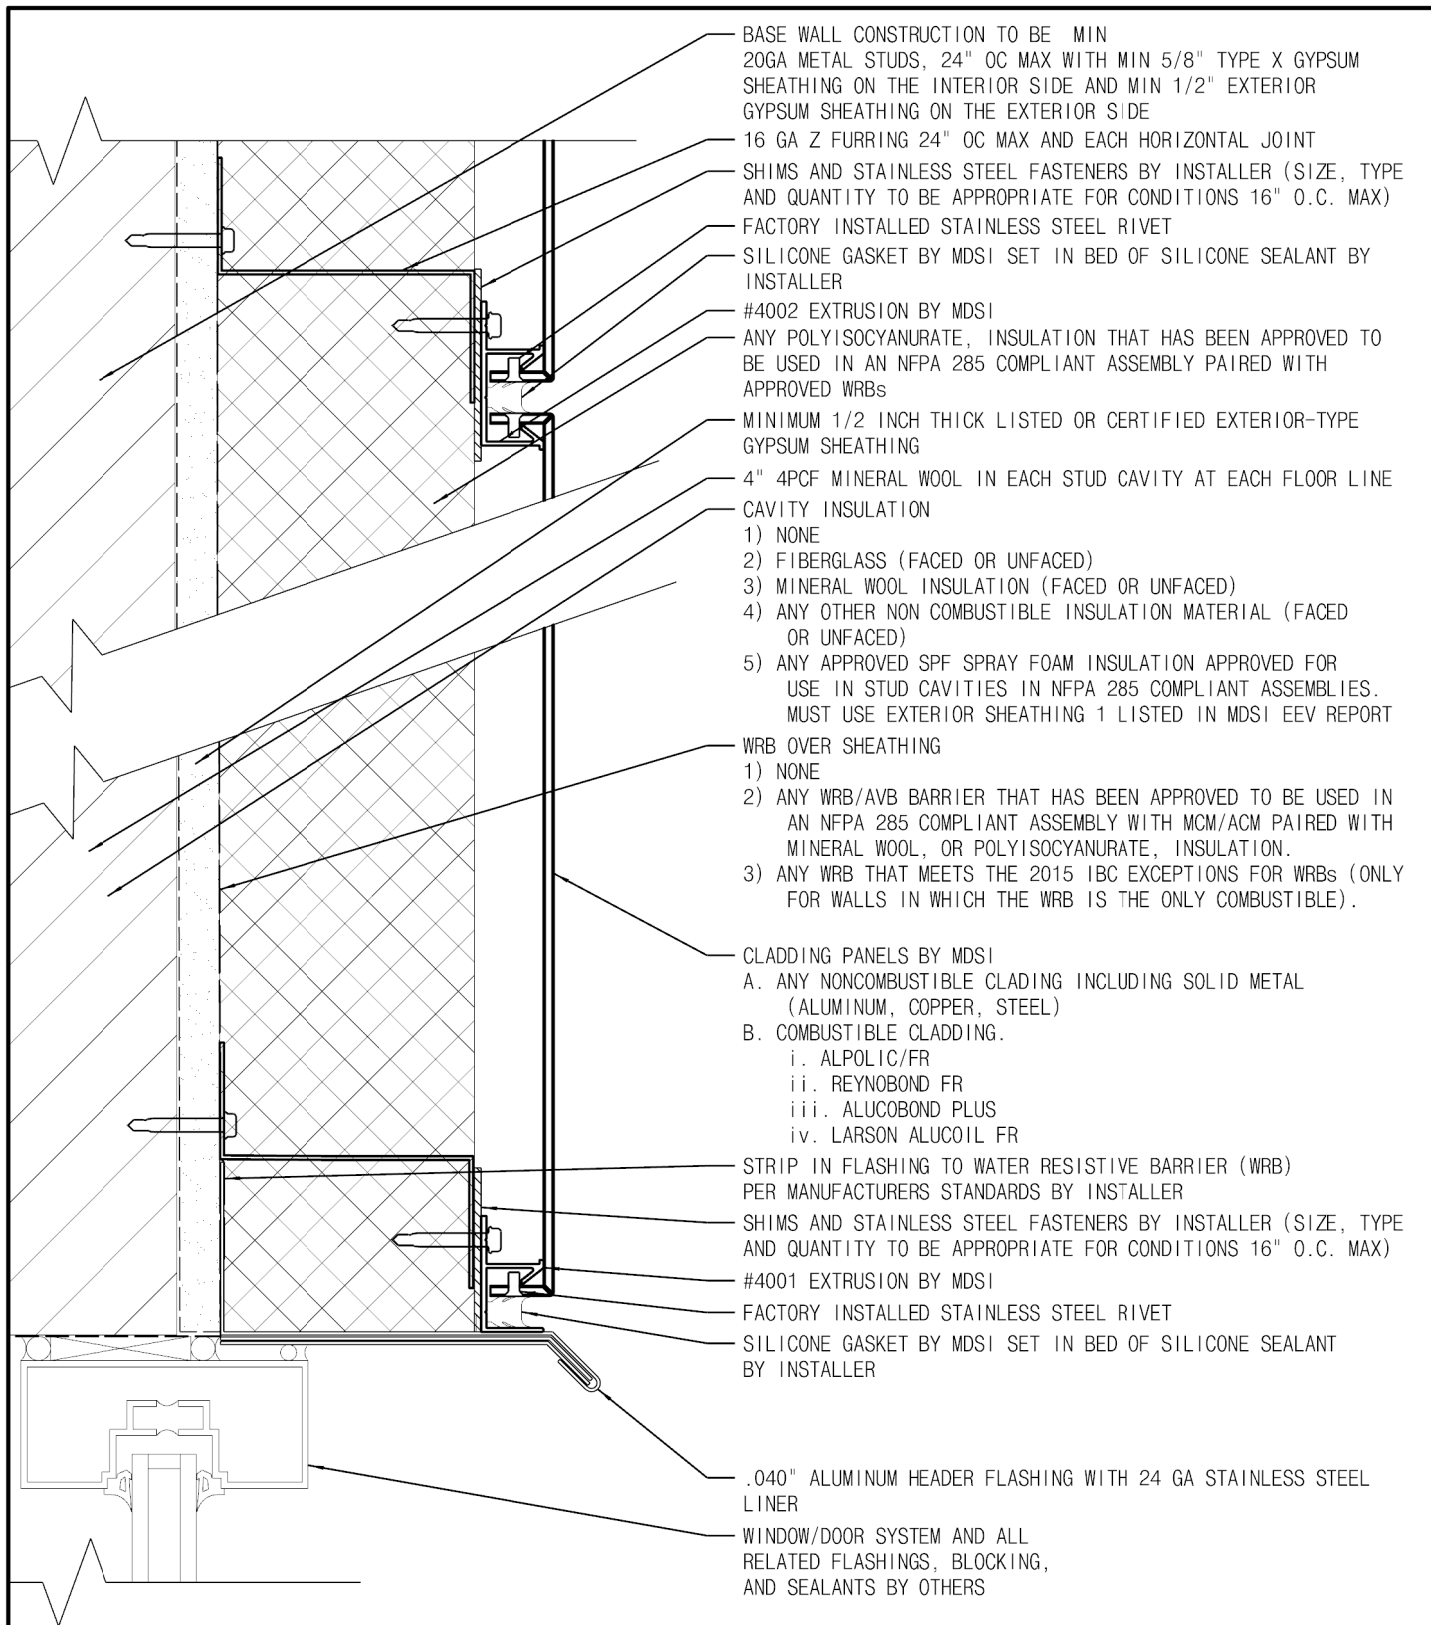 BASE WALL CONSTRUCTION TO BE MIN
20GA METAL STUDS, 24" OC MAX WITH MIN 5/8" TYPE X GYPSUM
SHEATHING ON THE INTERIOR SIDE AND MIN 1/2" EXTERIOR
GYPSUM SHEATHING ON THE EXTERIOR SIDE
16 GA Z FURRING 24" OC MAX AND EACH HORIZONTAL JOINT
SHIMS AND STAINLESS STEEL FASTENERS BY INSTALLER (SIZE, TYPE
AND QUANTITY TO BE APPROPRIATE FOR CONDITIONS 16" O.C. MAX)
FACTORY INSTALLED STAINLESS STEEL RIVET
SILICONE GASKET BY MDSI SET IN BED OF SILICONE SEALANT BY
INSTALLER
#4002 EXTRUSION BY MDSI
ANY POLYISOCYANURATE, INSULATION THAT HAS BEEN APPROVED TO
BE USED IN AN NFPA 285 COMPLIANT ASSEMBLY PAIRED WITH
APPROVED WRBs
MINIMUM 1/2 INCH THICK LISTED OR CERTIFIED EXTERIOR-TYPE
GYPSUM SHEATHING
4" 4PCF MINERAL WOOL IN EACH STUD CAVITY AT EACH FLOOR LINE
CAVITY INSULATION
1) NONE
2) FIBERGLASS (FACED OR UNFACED)
3) MINERAL WOOL INSULATION (FACED OR UNFACED)
4) ANY OTHER NON COMBUSTIBLE INSULATION MATERIAL (FACED
OR UNFACED)
5) ANY APPROVED SPF SPRAY FOAM INSULATION APPROVED FOR
USE IN STUD CAVITIES IN NFPA 285 COMPLIANT ASSEMBLIES.
MUST USE EXTERIOR SHEATHING 1 LISTED IN MDSI EEV REPORT
WRB OVER SHEATHING
1) NONE
2) ANY WRB/AVB BARRIER THAT HAS BEEN APPROVED TO BE USED IN
AN NFPA 285 COMPLIANT ASSEMBLY WITH MCM/ACM PAIRED WITH
MINERAL WOOL, OR POLYISOCYANURATE, INSULATION.
3) ANY WRB THAT MEETS THE 2015 IBC EXCEPTIONS FOR WRBs (ONLY
FOR WALLS IN WHICH THE WRB IS THE ONLY COMBUSTIBLE).
CLADDING PANELS BY MDSI
A. ANY NONCOMBUSTIBLE CLADING INCLUDING SOLID METAL
(ALUMINUM, COPPER, STEEL)
B. COMBUSTIBLE CLADDING.
i. ALPOLIC/FR
ii. REYNOBOND FR
iii. ALUCOBOND PLUS
iv. LARSON ALUCOIL FR
STRIP IN FLASHING TO WATER RESISTIVE BARRIER (WRB)
PER MANUFACTURERS STANDARDS BY INSTALLER
SHIMS AND STAINLESS STEEL FASTENERS BY INSTALLER (SIZE, TYPE
AND QUANTITY TO BE APPROPRIATE FOR CONDITIONS 16" O.C. MAX)
#4001 EXTRUSION BY MDSI
FACTORY INSTALLED STAINLESS STEEL RIVET
SILICONE GASKET BY MDSI SET IN BED OF SILICONE SEALANT
BY INSTALLER
.040" ALUMINUM HEADER FLASHING WITH 24 GA STAINLESS STEEL
LINER
WINDOW/DOOR SYSTEM AND ALL
RELATED FLASHINGS, BLOCKING,
AND SEALANTS BY OTHERS